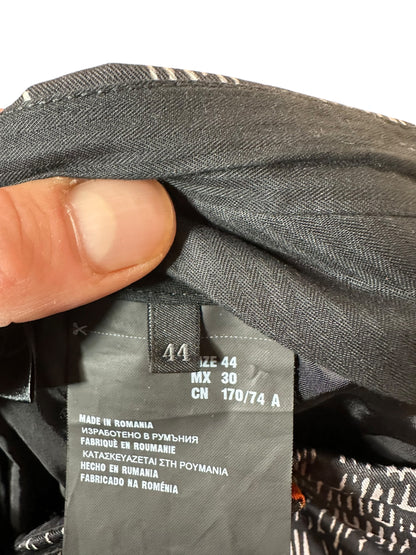 44
44
MX 30
CN 170/74 A
MADE IN ROMANIA
ИЗРАБОТЕНО В РУМЪНИЯ
FABRIQUÉ EN ROUMANIE
ΚΑΤΑΣΚΕΥΑΖΕΤΑΙ ΣΤΗ ΡΟΥΜΑΝΙΑ
HECHO EN RUMANIA
FABRICADO NA ROMÉNIA